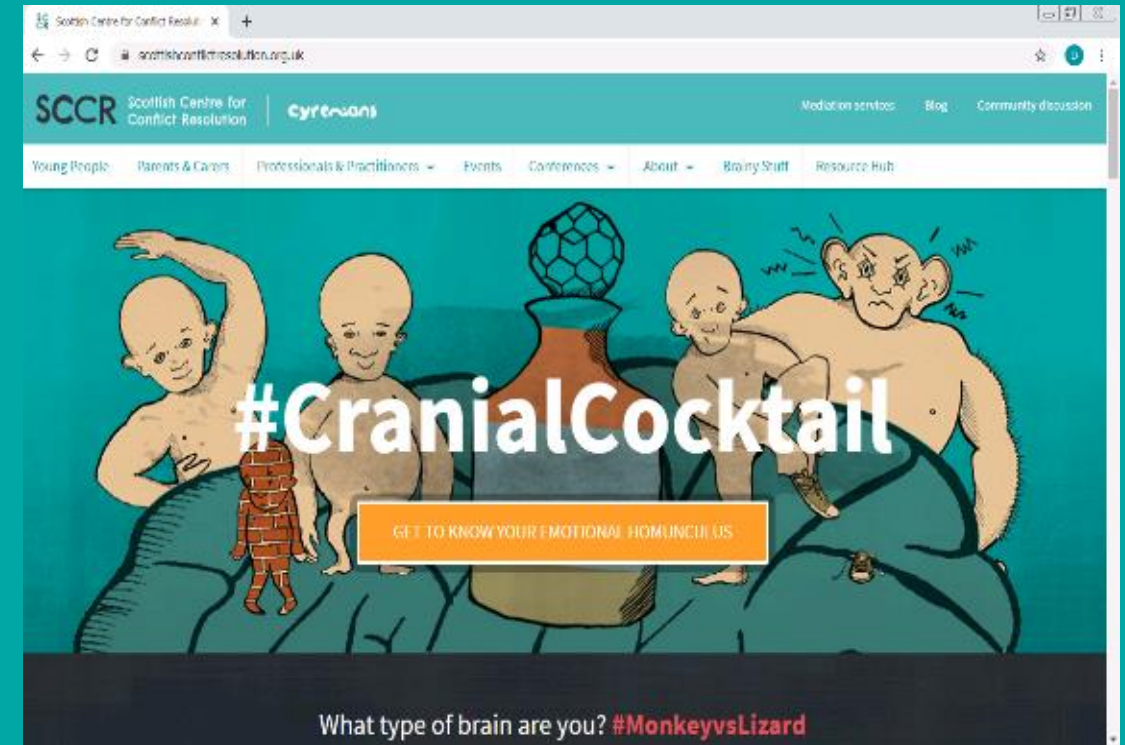 Scottish Centre for Conflict Resolut
scottishconflictresolution.org.uk
SCCR Scottish Centre for Conflict Resolution cyrenians
Mediation services Blog Community discussion
Young People Parents & Carers Professionals & Practitioners Events Conferences About Brainy Stuff Resource Hub
#CranialCocktail
GET TO KNOW YOUR EMOTIONAL HOMUNCULUS
What type of brain are you? #MonkeyvsLizard